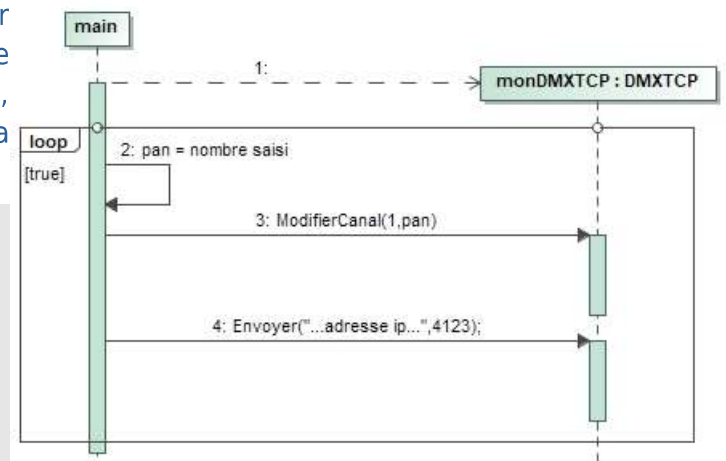 r
e
,
a
main
1:
monDMXTCP : DMXTCP
loop
[true]
2: pan = nombre saisi
3: ModifierCanal(1,pan)
4: Envoyer("...adresse ip...",4123);